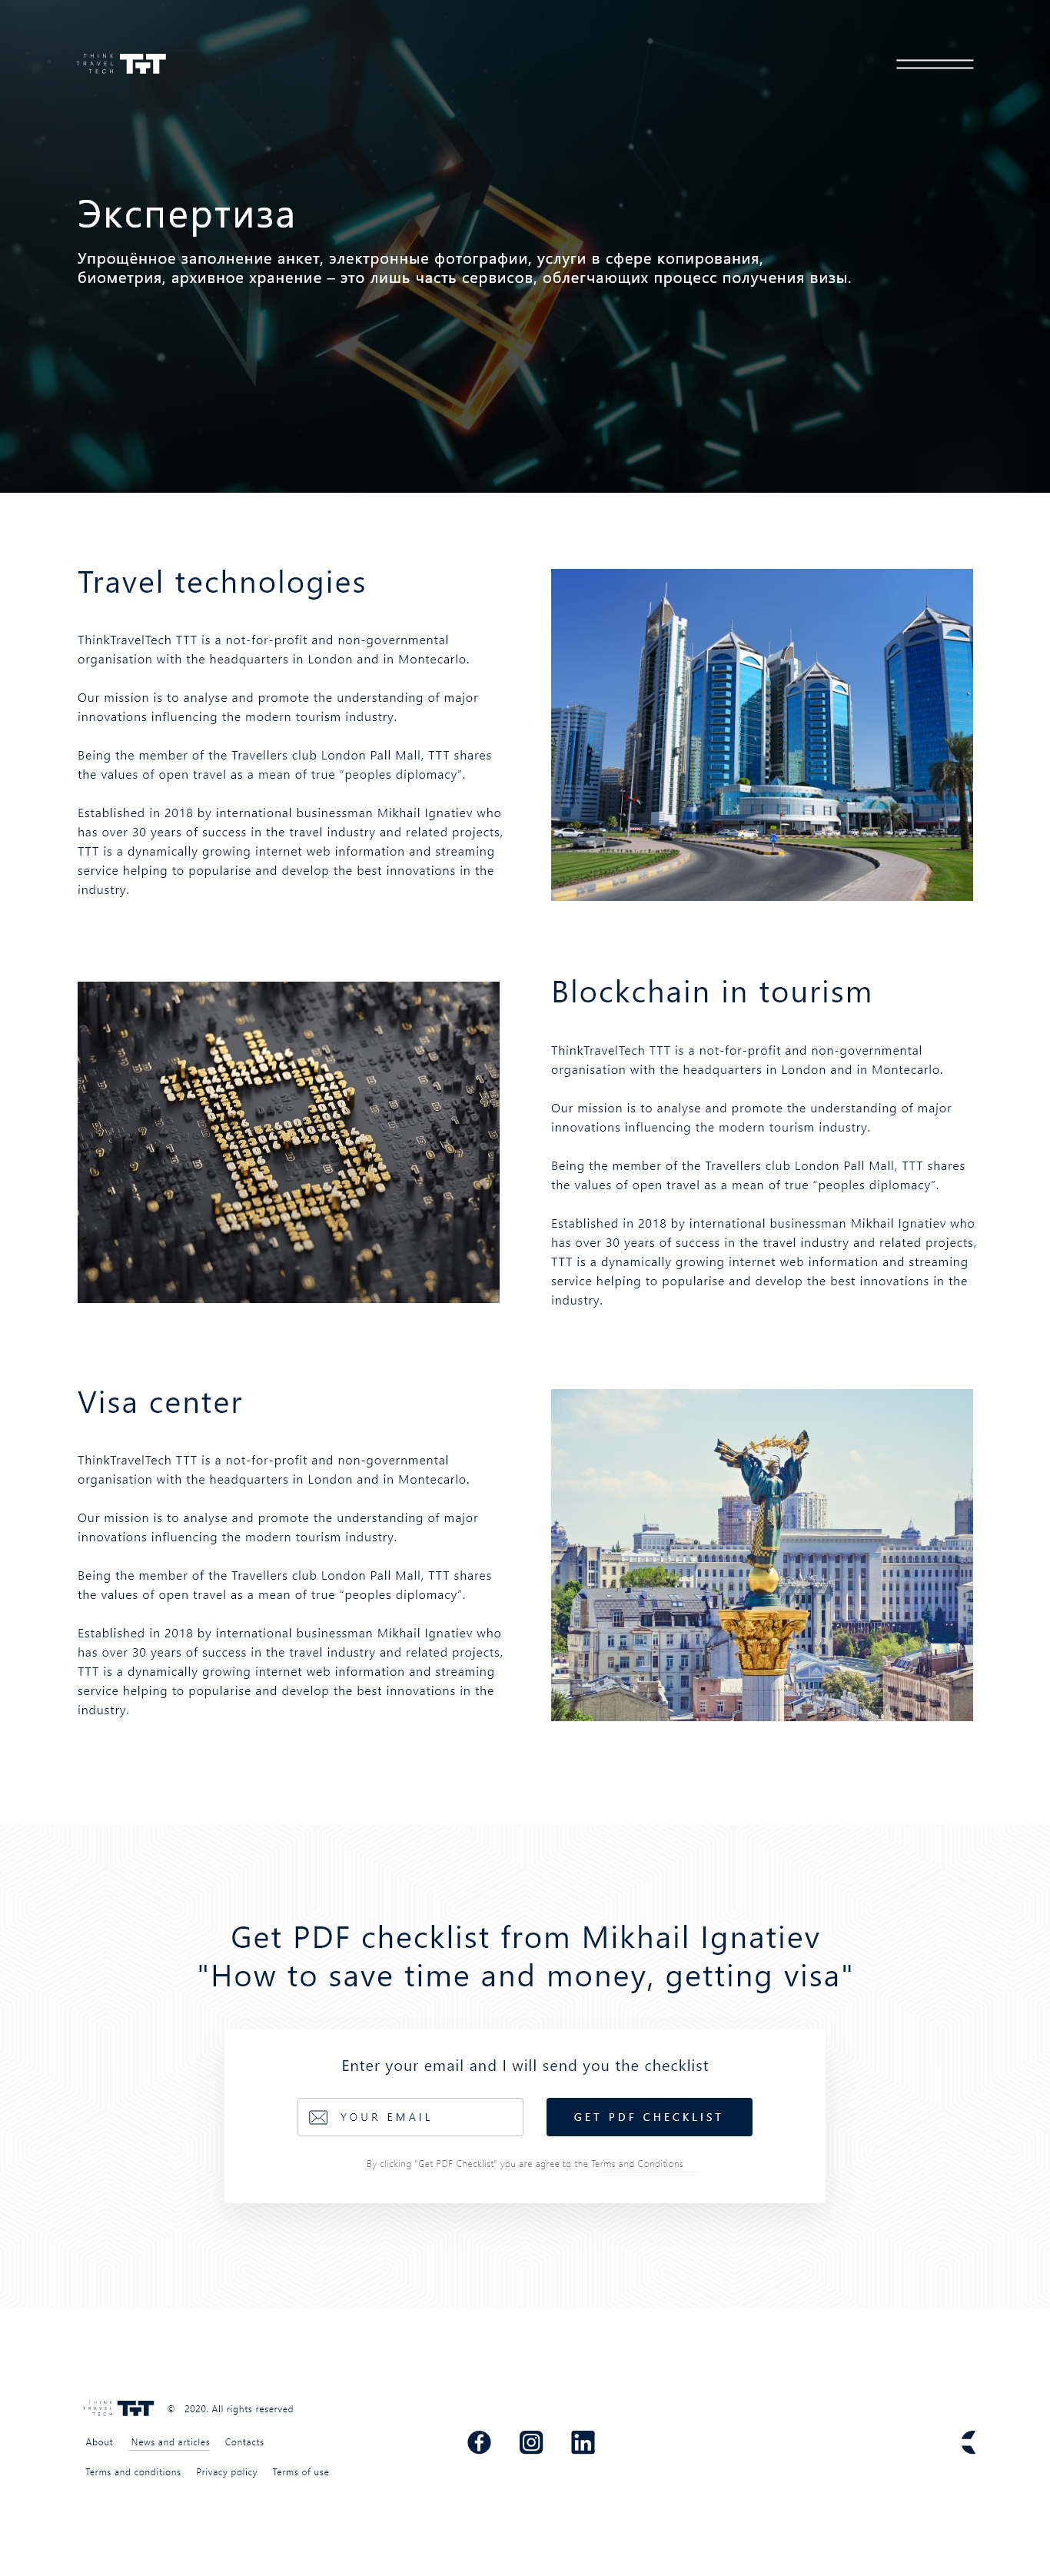 THINK
TRAVEL
TECH
TTT
Экспертиза
Упрощённое заполнение анкет, электронные фотографии, услуги в сфере копирования,
биометрия, архивное хранение – это лишь часть сервисов, облегчающих процесс получения визы.
Travel technologies
ThinkTravelTech TTT is a not-for-profit and non-governmental
organisation with the headquarters in London and in Montecarlo.
Our mission is to analyse and promote the understanding of major
innovations influencing the modern tourism industry.
Being the member of the Travellers club London Pall Mall, TTT shares
the values of open travel as a mean of true “peoples diplomacy”.
Established in 2018 by international businessman Mikhail Ignatiev who
has over 30 years of success in the travel industry and related projects,
TTT is a dynamically growing internet web information and streaming
service helping to popularise and develop the best innovations in the
industry.
Blockchain in tourism
ThinkTravelTech TTT is a not-for-profit and non-governmental
organisation with the headquarters in London and in Montecarlo.
Our mission is to analyse and promote the understanding of major
innovations influencing the modern tourism industry.
Being the member of the Travellers club London Pall Mall, TTT shares
the values of open travel as a mean of true “peoples diplomacy”.
Established in 2018 by international businessman Mikhail Ignatiev who
has over 30 years of success in the travel industry and related projects,
TTT is a dynamically growing internet web information and streaming
service helping to popularise and develop the best innovations in the
industry.
Visa center
ThinkTravelTech TTT is a not-for-profit and non-governmental
organisation with the headquarters in London and in Montecarlo.
Our mission is to analyse and promote the understanding of major
innovations influencing the modern tourism industry.
Being the member of the Travellers club London Pall Mall, TTT shares
the values of open travel as a mean of true “peoples diplomacy”.
Established in 2018 by international businessman Mikhail Ignatiev who
has over 30 years of success in the travel industry and related projects,
TTT is a dynamically growing internet web information and streaming
service helping to popularise and develop the best innovations in the
industry.
Get PDF checklist from Mikhail Ignatiev
"How to save time and money, getting visa"
Enter your email and I will send you the checklist
YOUR EMAIL
GET PDF CHECKLIST
By clicking "Get PDF Checklist" you are agree to the Terms and Conditions
THINK
TRAVEL
TECH
TTT
© 2020. All rights reserved
About News and articles Contacts
Terms and conditions Privacy policy Terms of use